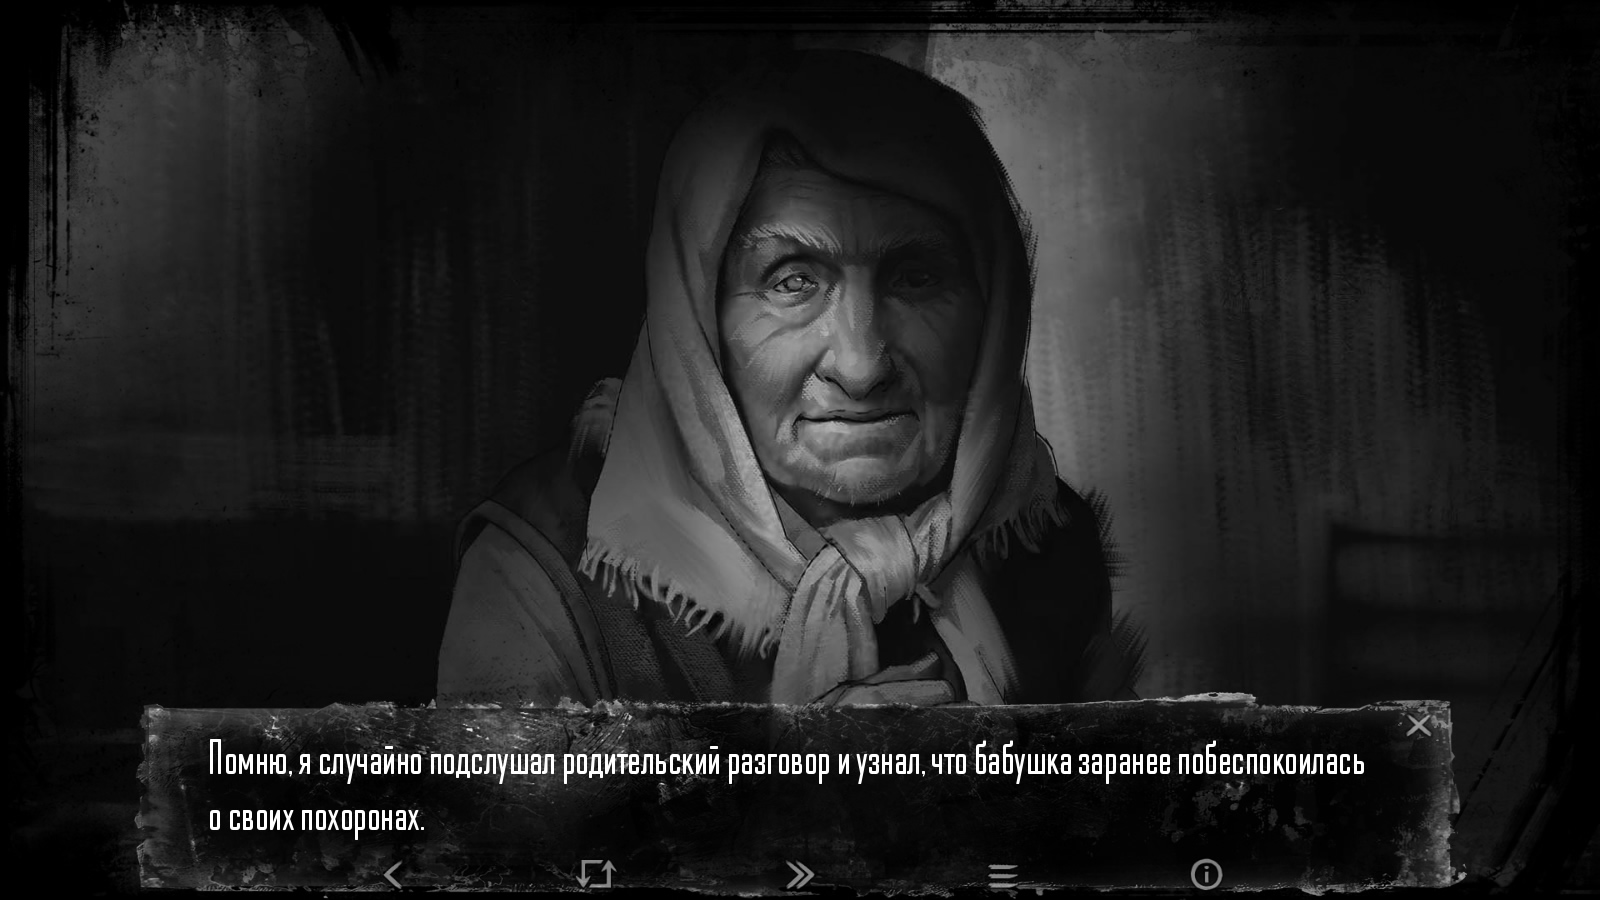 Помню, я случайно подслушал родительский разговор и узнал, что бабушка заранее побеспокоилась
о своих похоронах.